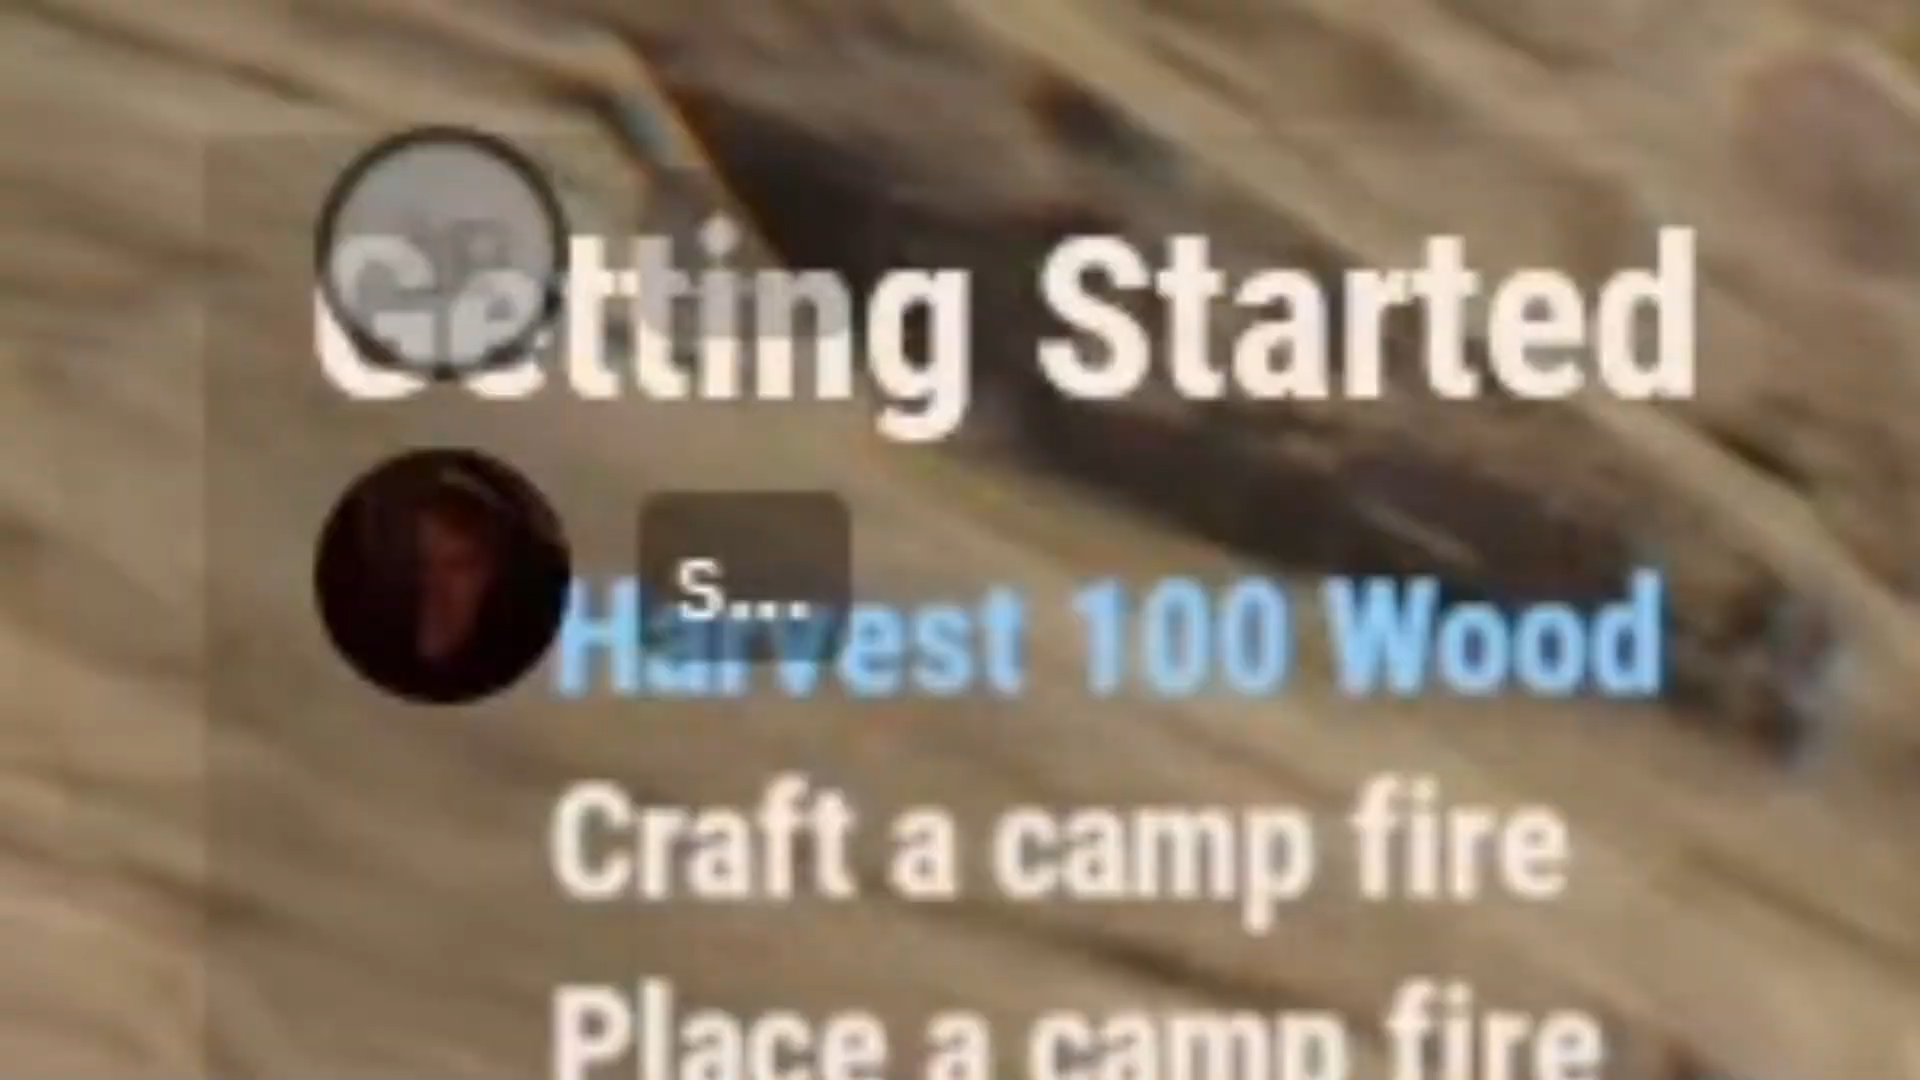 Getting Started
s...
Harvest 100 Wood
Craft a camp fire
Place a camp fire